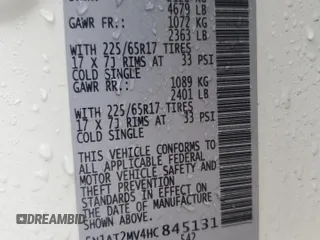 4679 LB
GAWR FR.: 1072 KG
2363 LB
WITH 225/65R17 TIRES
17 X 7J RIMS AT 33 PSI
COLD SINGLE
GAWR RR.: 1089 KG
2401 LB
WITH 225/65R17 TIRES
17 X 7J RIMS AT 33 PSI
COLD SINGLE
THIS VEHICLE CONFORMS TO
ALL APPLICABLE FEDERAL
MOTOR VEHICLE SAFETY AND
THEFT PREVENTION
STANDARDS IN EFFECT ON
THE DATE OF MANUFACTURE
SHOWN ABOVE
5N1AT2MV4HC 845131
DREAMBID.COM